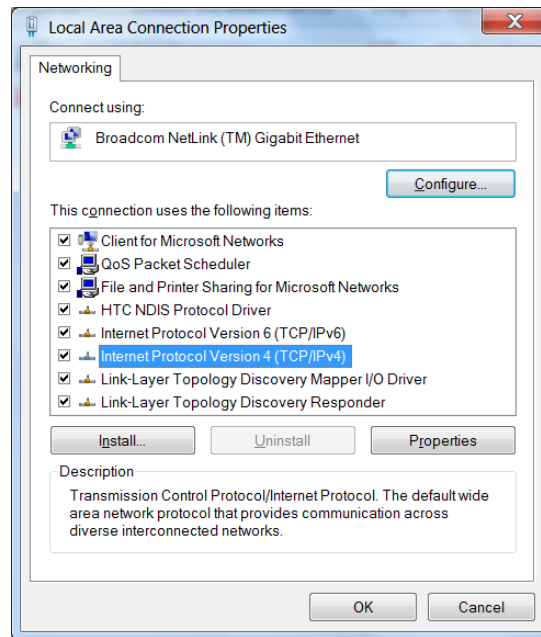 Local Area Connection Properties
Networking
Connect using:
Broadcom NetLink (TM) Gigabit Ethernet
Configure...
This connection uses the following items:
Client for Microsoft Networks
QoS Packet Scheduler
File and Printer Sharing for Microsoft Networks
HTC NDIS Protocol Driver
Internet Protocol Version 6 (TCP/IPv6)
Internet Protocol Version 4 (TCP/IPv4)
Link-Layer Topology Discovery Mapper I/O Driver
Link-Layer Topology Discovery Responder
Install... Uninstall Properties
Description
Transmission Control Protocol/Internet Protocol. The default wide
area network protocol that provides communication across
diverse interconnected networks.
OK Cancel